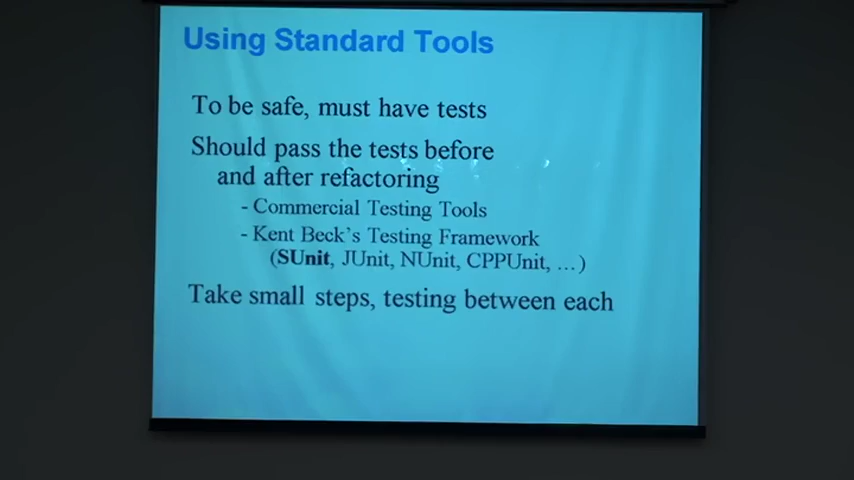 Using Standard Tools
To be safe, must have tests
Should pass the tests before
and after refactoring
- Commercial Testing Tools
- Kent Beck's Testing Framework
(SUnit, JUnit, NUnit, CPPUnit, …)
Take small steps, testing between each